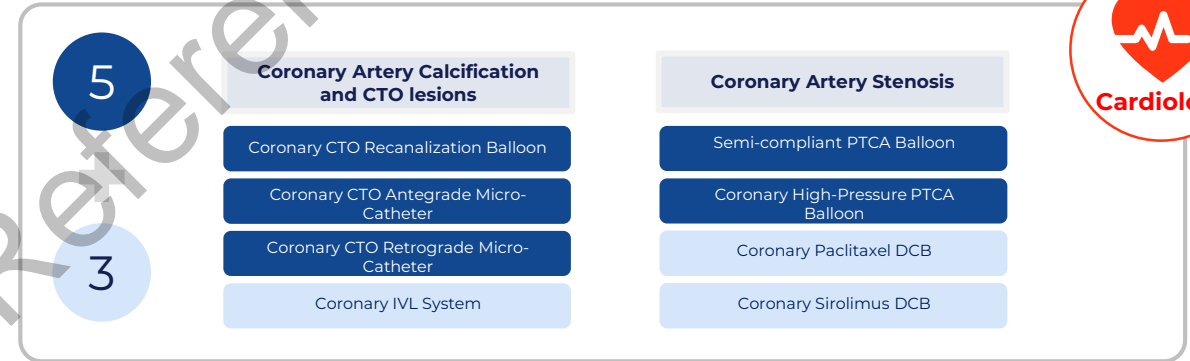 5
3
Coronary Artery Calcification
and CTO lesions
Coronary CTO Recanalization Balloon
Coronary CTO Antegrade Micro-
Catheter
Coronary CTO Retrograde Micro-
Catheter
Coronary IVL System
Coronary Artery Stenosis
Semi-compliant PTCA Balloon
Coronary High-Pressure PTCA
Balloon
Coronary Paclitaxel DCB
Coronary Sirolimus DCB